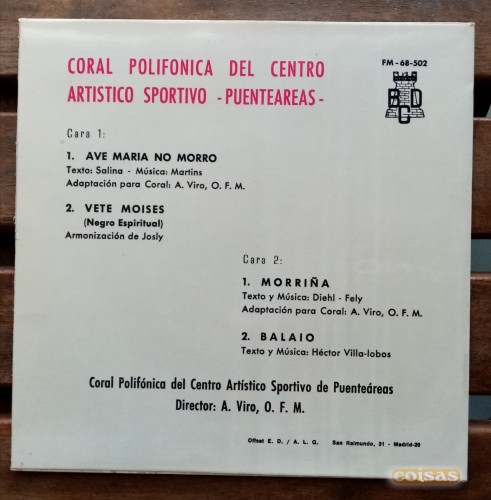 CORAL POLIFONICA DEL CENTRO
ARTISTICO SPORTIVO - PUENTEAREAS -
FM - 68 - 502
B D
C
Cara 1:
1. AVE MARIA NO MORRO
Texto: Salina - Música: Martins
Adaptación para Coral: A. Viro, O. F. M.
2. VETE MOISES
(Negro Espiritual)
Armonización de Josly
Cara 2:
1. MORRIÑA
Texto y Música: Diehl - Fely
Adaptación para Coral: A. Viro, O. F. M.
2. BALAIO
Texto y Música: Héctor Villa-lobos
Coral Polifónica del Centro Artístico Sportivo de Puenteáreas
Director: A. Viro, O. F. M.
Offset E. D. / A. L. G. San Raimundo, 31 - Madrid-20
coisas